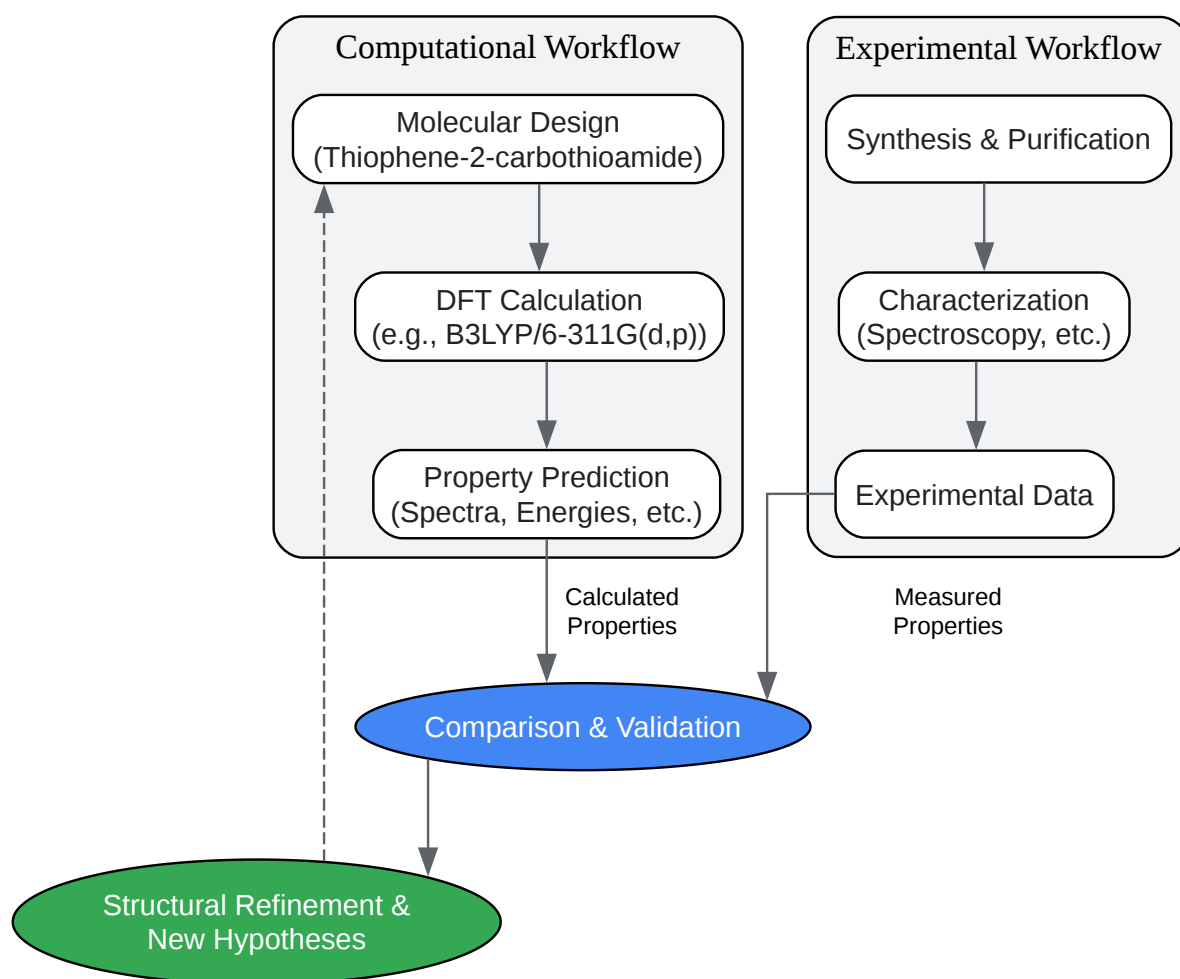 Computational Workflow
Molecular Design
(Thiophene-2-carbothioamide)
DFT Calculation
(e.g., B3LYP/6-311G(d,p))
Property Prediction
(Spectra, Energies, etc.)
Experimental Workflow
Synthesis & Purification
Characterization
(Spectroscopy, etc.)
Experimental Data
Calculated
Properties
Measured
Properties
Comparison & Validation
Structural Refinement &
New Hypotheses